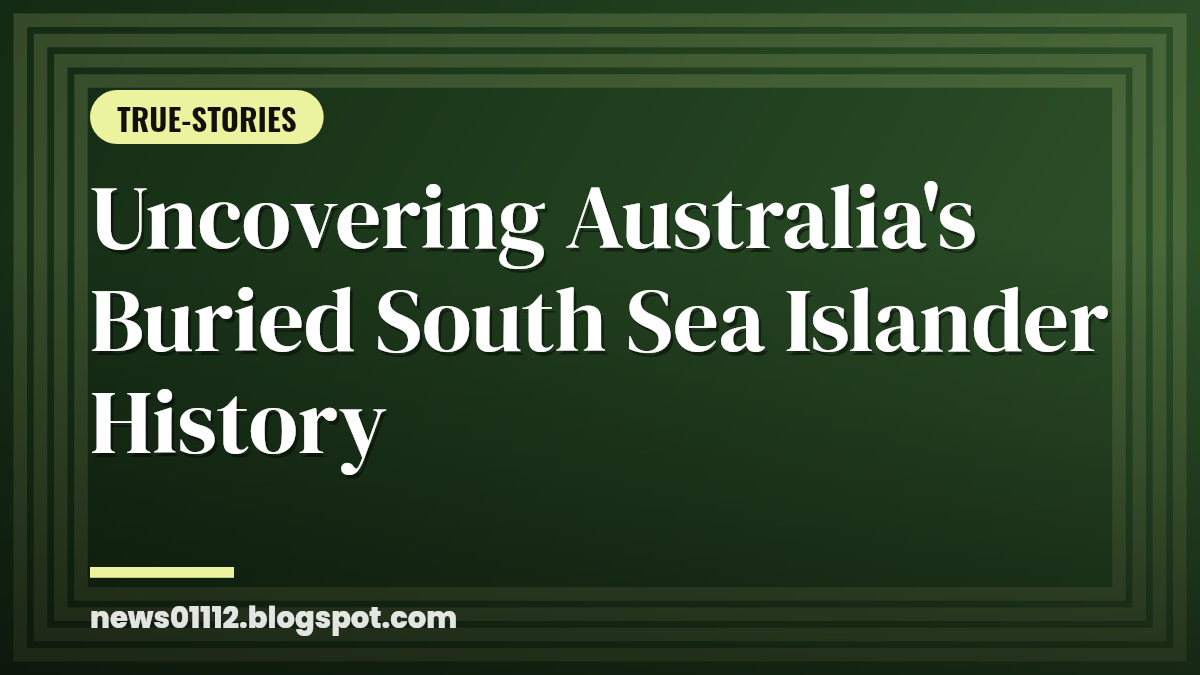 TRUE-STORIES
Uncovering Australia's
Buried South Sea Islander
History
news01112.blogspot.com